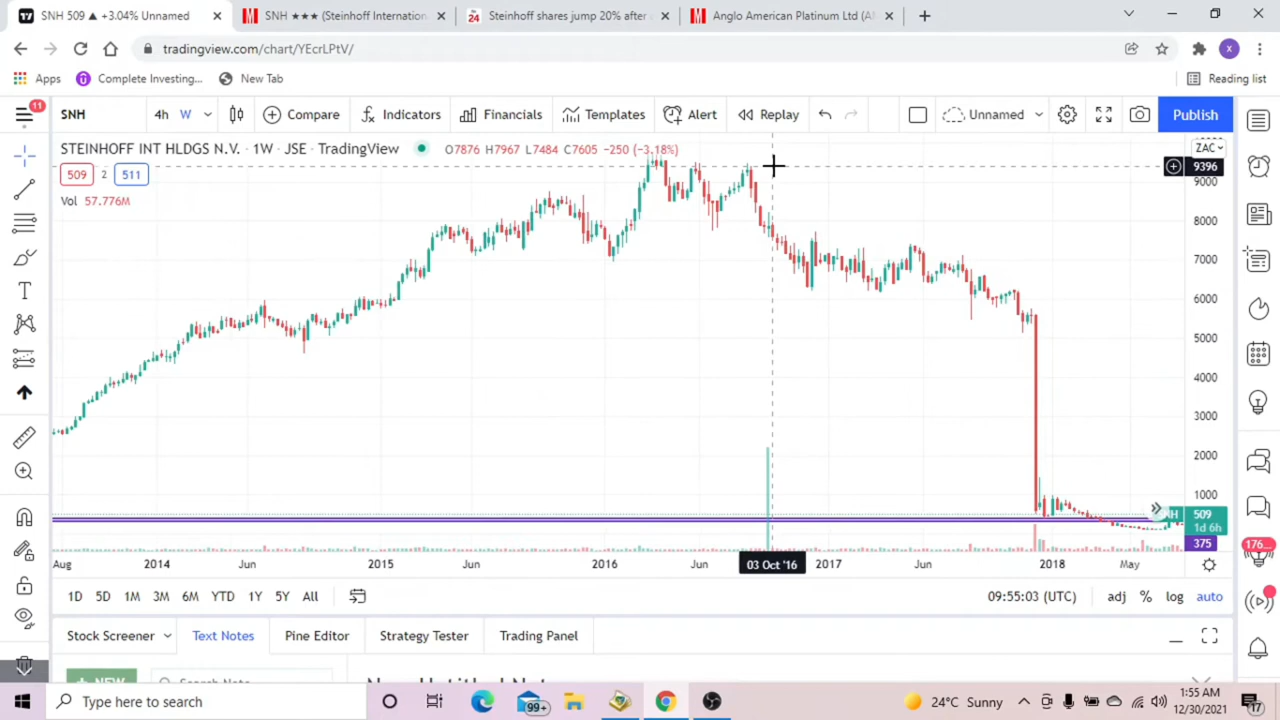 SNH 509 ▲ +3.04% Unnamed
SNH ★★★ (Steinhoff Internation
Steinhoff shares jump 20% after
24
Anglo American Platinum Ltd (A
tradingview.com/chart/YEcrLPtV/
X
Apps
Complete Investing...
New Tab
Reading list
11
SNH
4h
W
Compare
Indicators
Financials
Templates
Alert
Replay
Unnamed
Publish
STEINHOFF INT HLDGS N.V. · 1W · JSE · TradingView
O7876 H7967 L7484 C7605 -250 (-3.18%)
ZAC
509
2
511
9396
Vol 57.776M
9000
8000
7000
6000
5000
4000
3000
2000
1000
509
1d 6h
375
176...
Aug
2014
Jun
2015
Jun
2016
Jun
03 Oct '16
2017
Jun
2018
May
1D
5D
1M
3M
6M
YTD
1Y
5Y
All
09:55:03 (UTC)
adj
%
log
auto
Stock Screener
Text Notes
Pine Editor
Strategy Tester
Trading Panel
Type here to search
99+
24°C Sunny
1:55 AM
12/30/2021
17